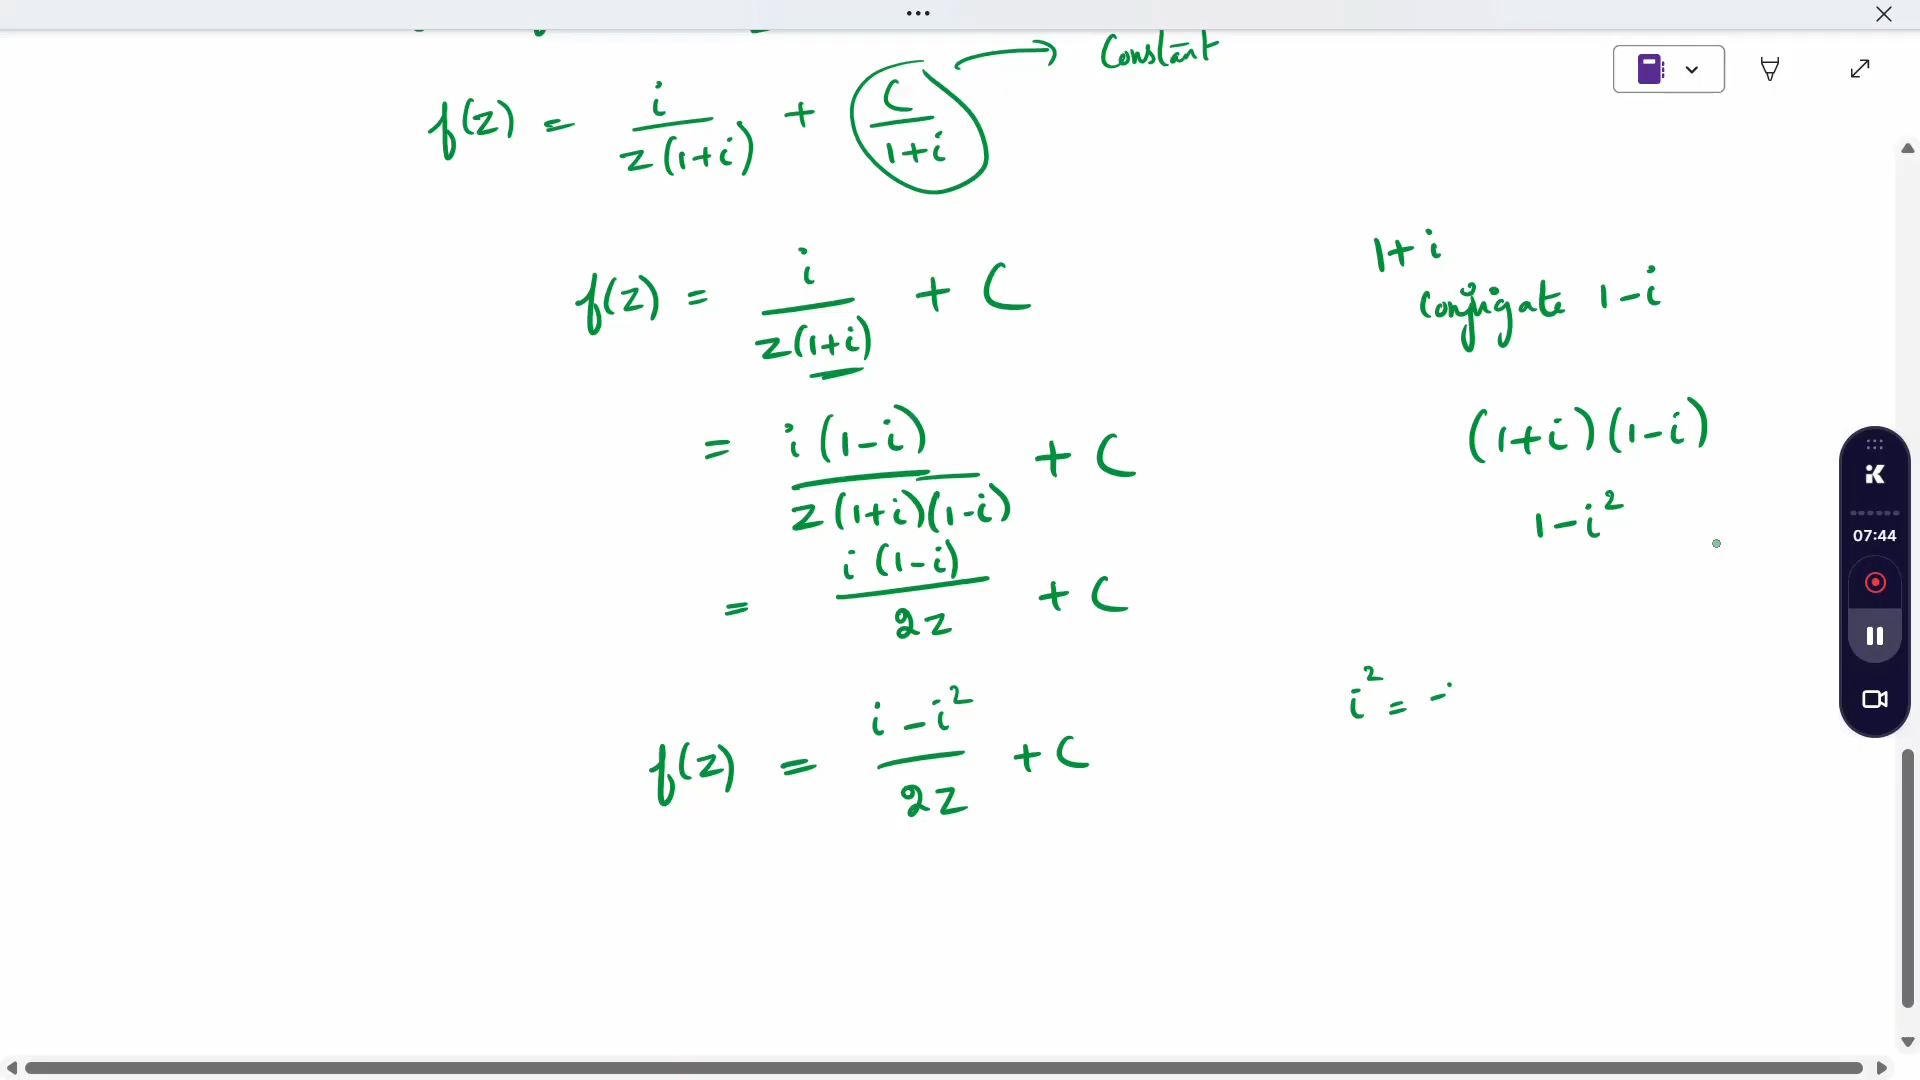 Constant
f(z) = i/z(1+i) + C/1+i
f(z) = i/z(1+i) + C
= i(1-i)/z(1+i)(1-i) + C
= i(1-i)/2z + C
f(z) = i-i²/2z + C
1+i
conjigate 1-i
(1+i)(1-i)
1-i²
i² = -
07:44